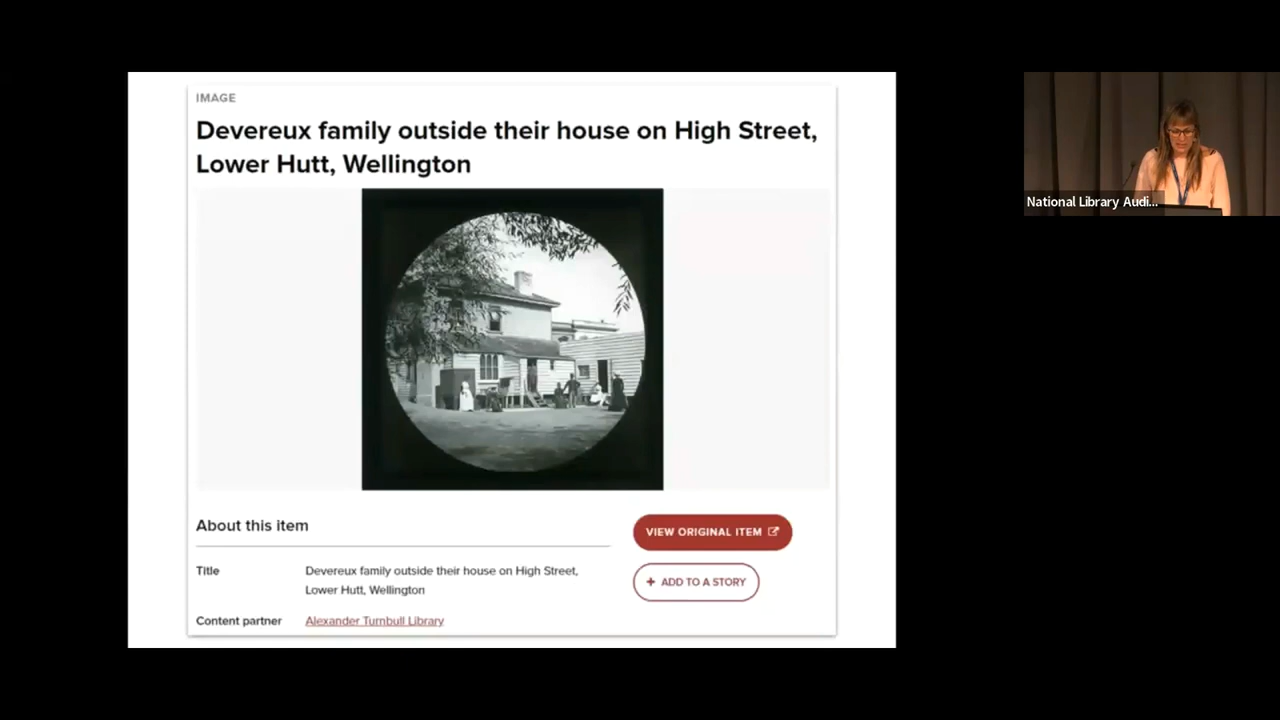 IMAGE
Devereux family outside their house on High Street,
Lower Hutt, Wellington
About this item
VIEW ORIGINAL ITEM
Title
Devereux family outside their house on High Street,
Lower Hutt, Wellington
+ ADD TO A STORY
Content partner
Alexander Turnbull Library
National Library Audi...